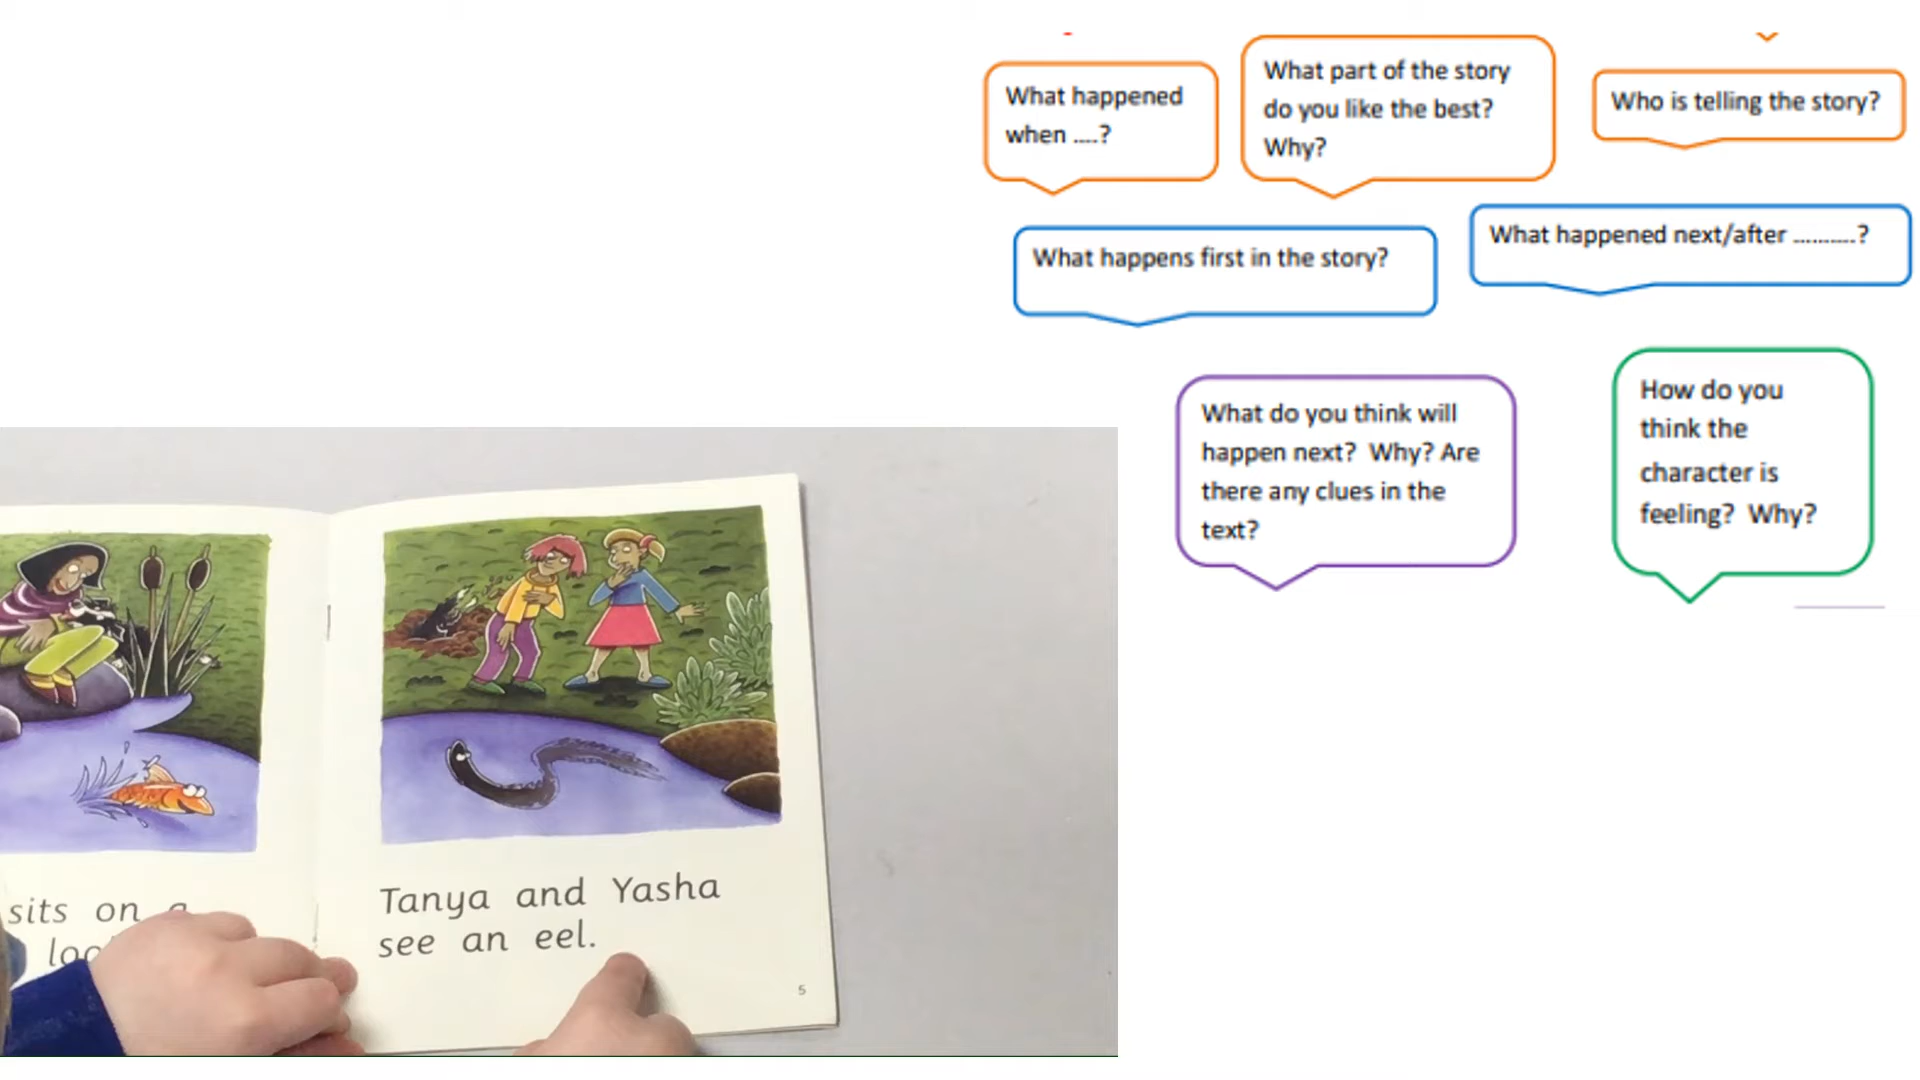 What happened
when ....?
What part of the story
do you like the best?
Why?
Who is telling the story?
What happens first in the story?
What happened next/after ..........?
What do you think will
happen next? Why? Are
there any clues in the
text?
How do you
think the
character is
feeling? Why?
sits on a
Tanya and Yasha
see an eel.
5